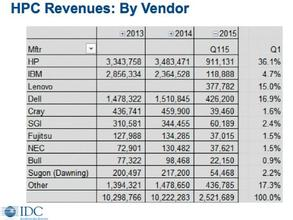 HPC Revenues: By Vendor
2013 2014 2015
Mftr Q115 Q1
HP 3,343,758 3,483,471 911,131 36.1%
IBM 2,856,334 2,364,528 118,888 4.7%
Lenovo 377,782 15.0%
Dell 1,478,322 1,510,845 426,200 16.9%
Cray 436,741 459,900 39,460 1.6%
SGI 310,581 344,455 60,189 2.4%
Fujitsu 127,988 134,285 37,015 1.5%
NEC 72,901 130,482 37,621 1.5%
Bull 77,322 98,468 22,150 0.9%
Sugon (Dawning) 200,497 217,200 54,468 2.2%
Other 1,394,321 1,478,650 436,785 17.3%
10,298,766 10,222,283 2,521,689 100.0%
IDC